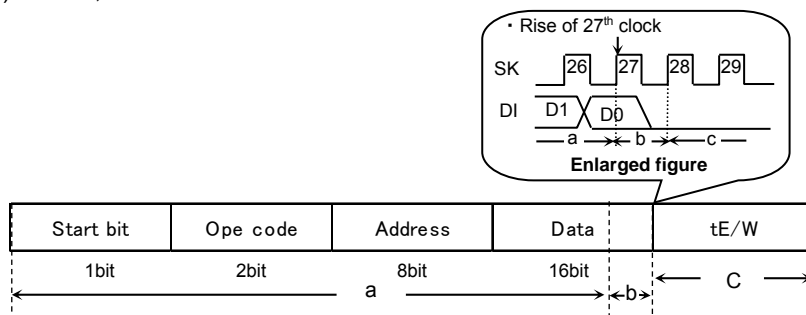 ・ Rise of 27th clock
SK 26 27 28 29
DI D1 D0
a b c
Enlarged figure
Start bit Ope code Address Data tE/W
1bit 2bit 8bit 16bit
a b C